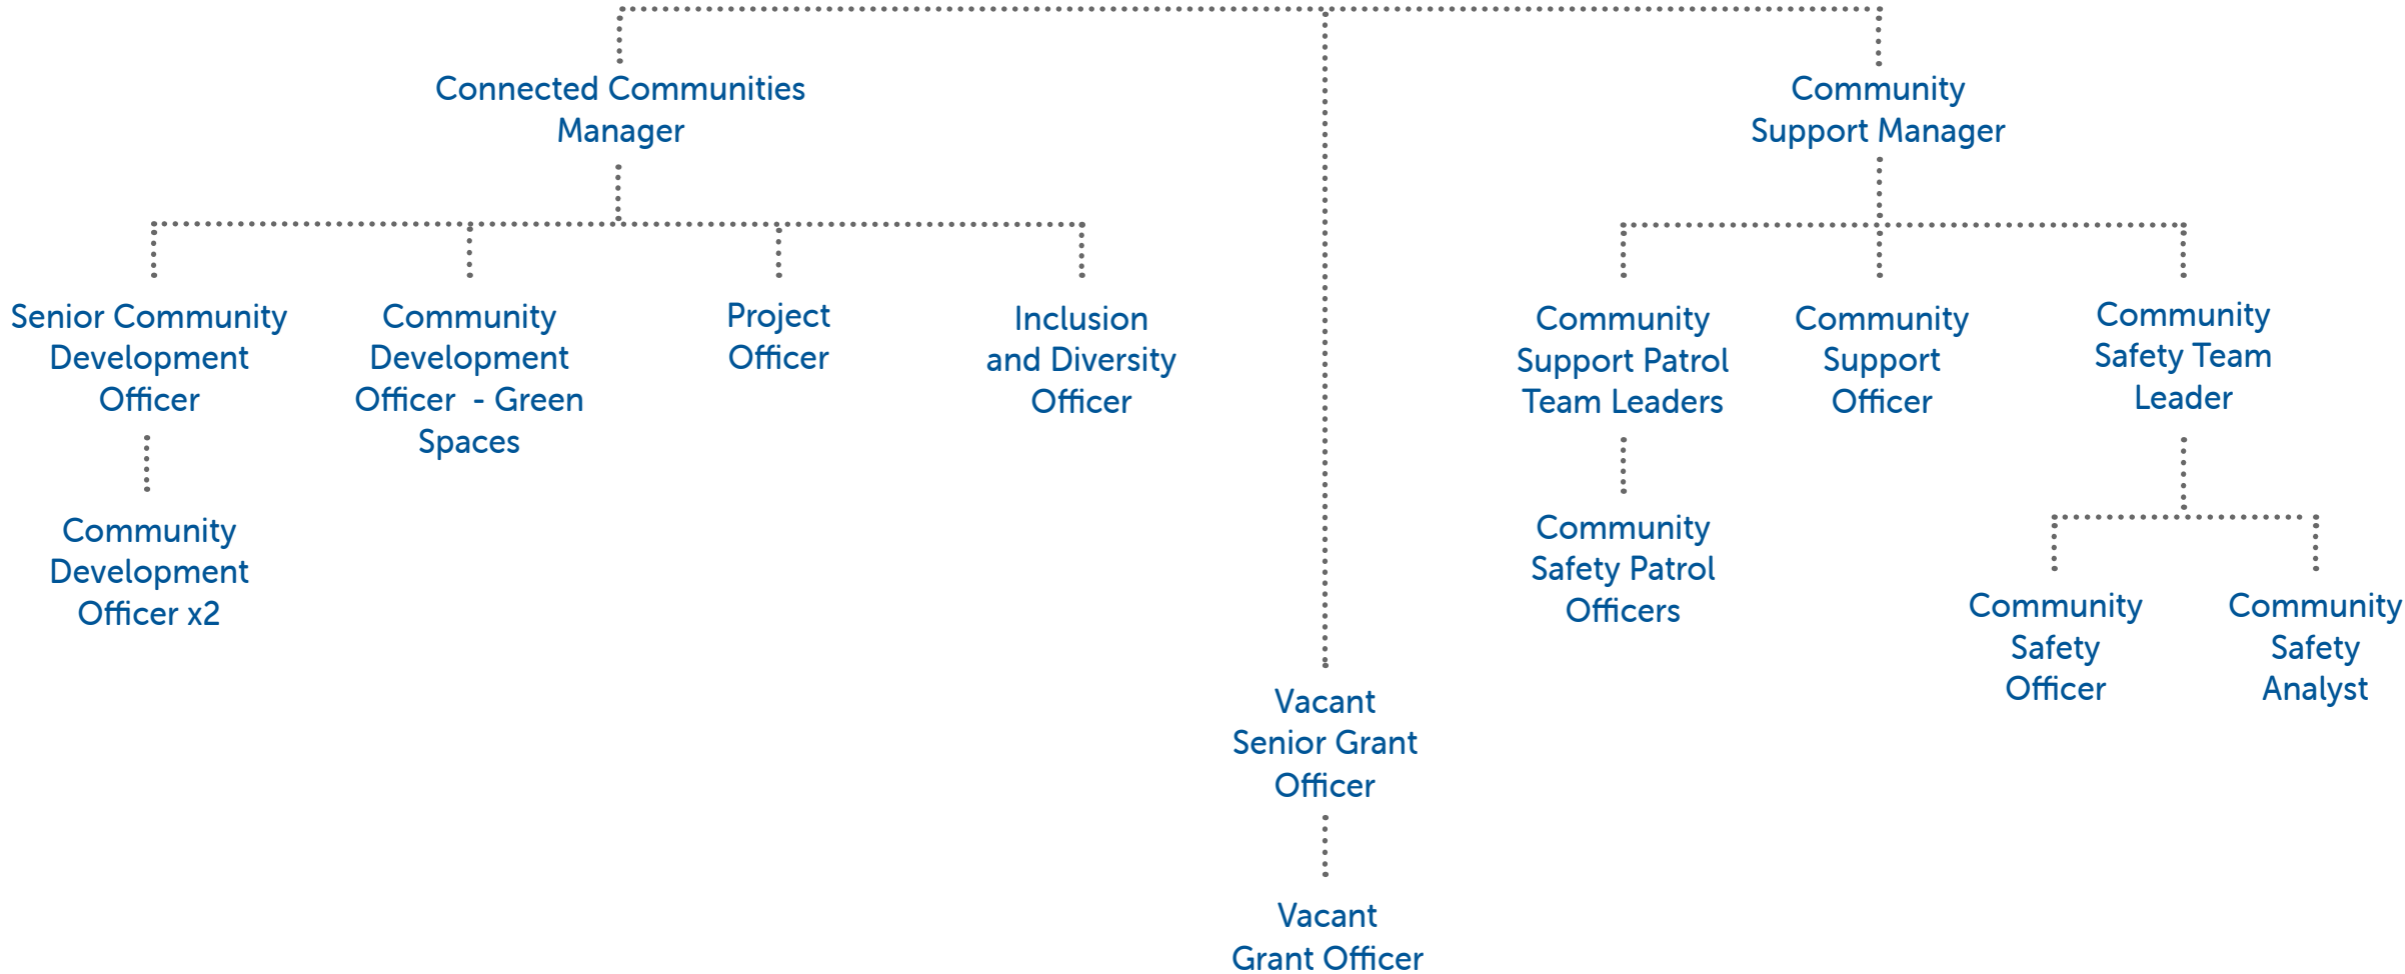 Connected Communities
Manager
Community
Support Manager
Senior Community
Development
Officer
Community
Development
Officer  - Green
Spaces
Project
Officer
Inclusion
and Diversity
Officer
Community
Support Patrol
Team Leaders
Community
Support
Officer
Community
Safety Team
Leader
Community
Development
Officer x2
Community
Safety Patrol
Officers
Community
Safety
Officer
Community
Safety
Analyst
Vacant
Senior Grant
Officer
Vacant
Grant Officer